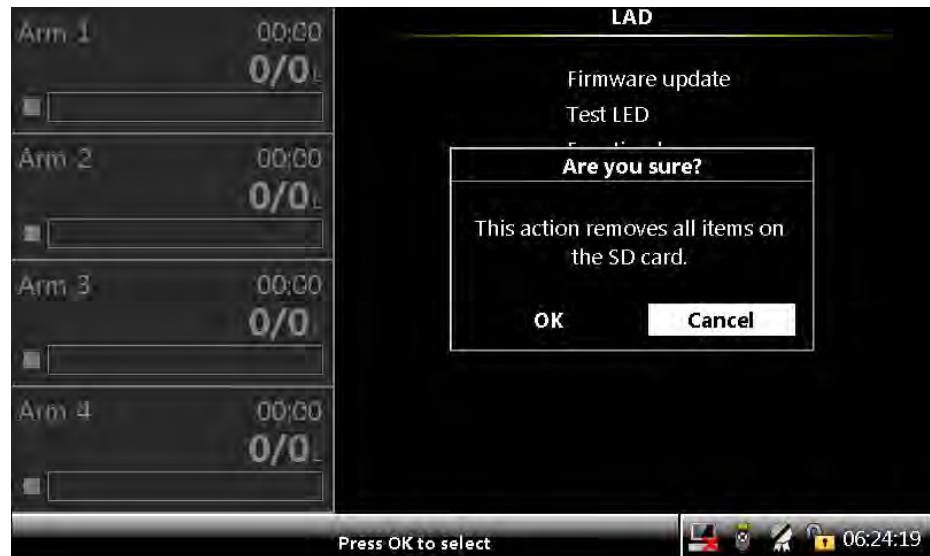 Arm 1 00:00
0/0 L
Arm 2 00:00
0/0 L
Arm 3 00:00
0/0
Arm 4 00:00
0/0
LAD
Firmware update
Test LED
Are you sure?
This action removes all items on
the SD card.
OK Cancel
Press OK to select 06:24:19